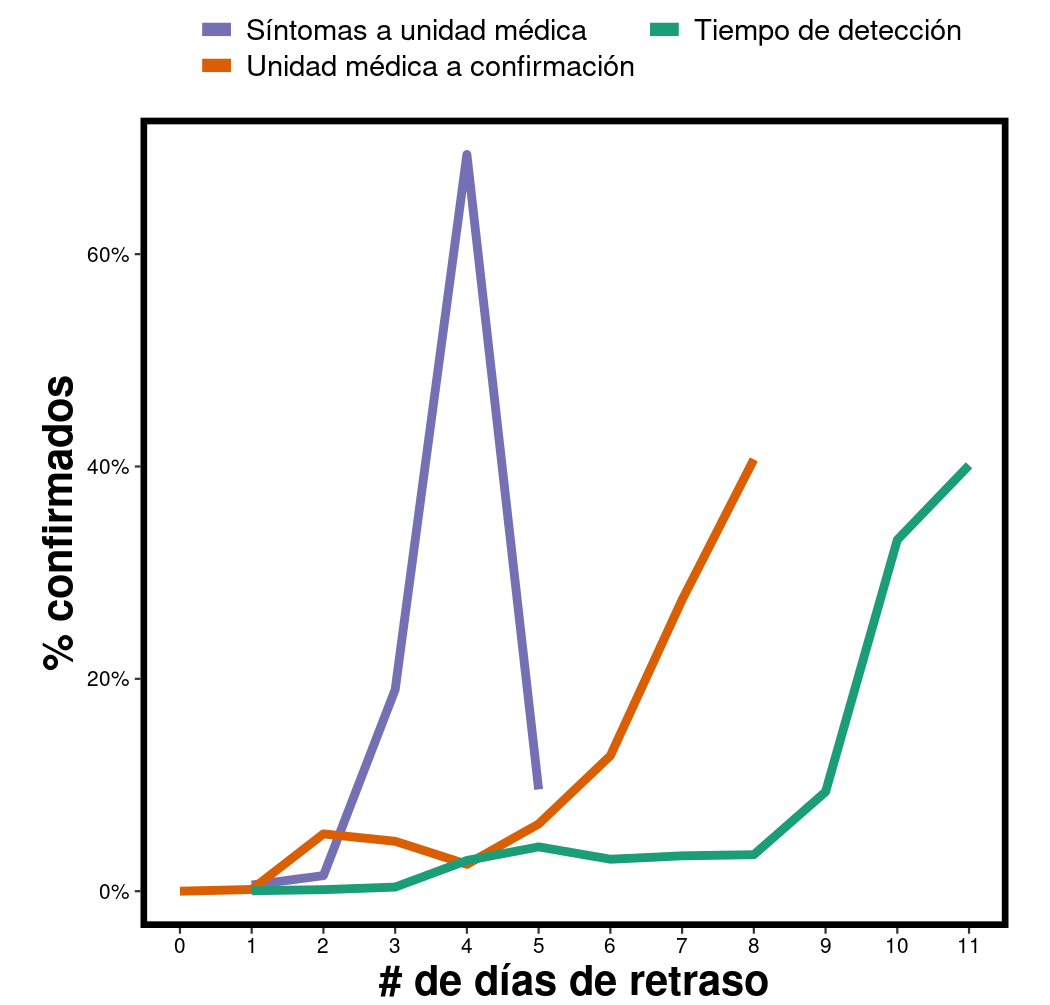 Síntomas a unidad médica
Tiempo de detección
Unidad médica a confirmación
% confirmados
60%
40%
20%
0%
0 1 2 3 4 5 6 7 8 9 10 11
# de días de retraso